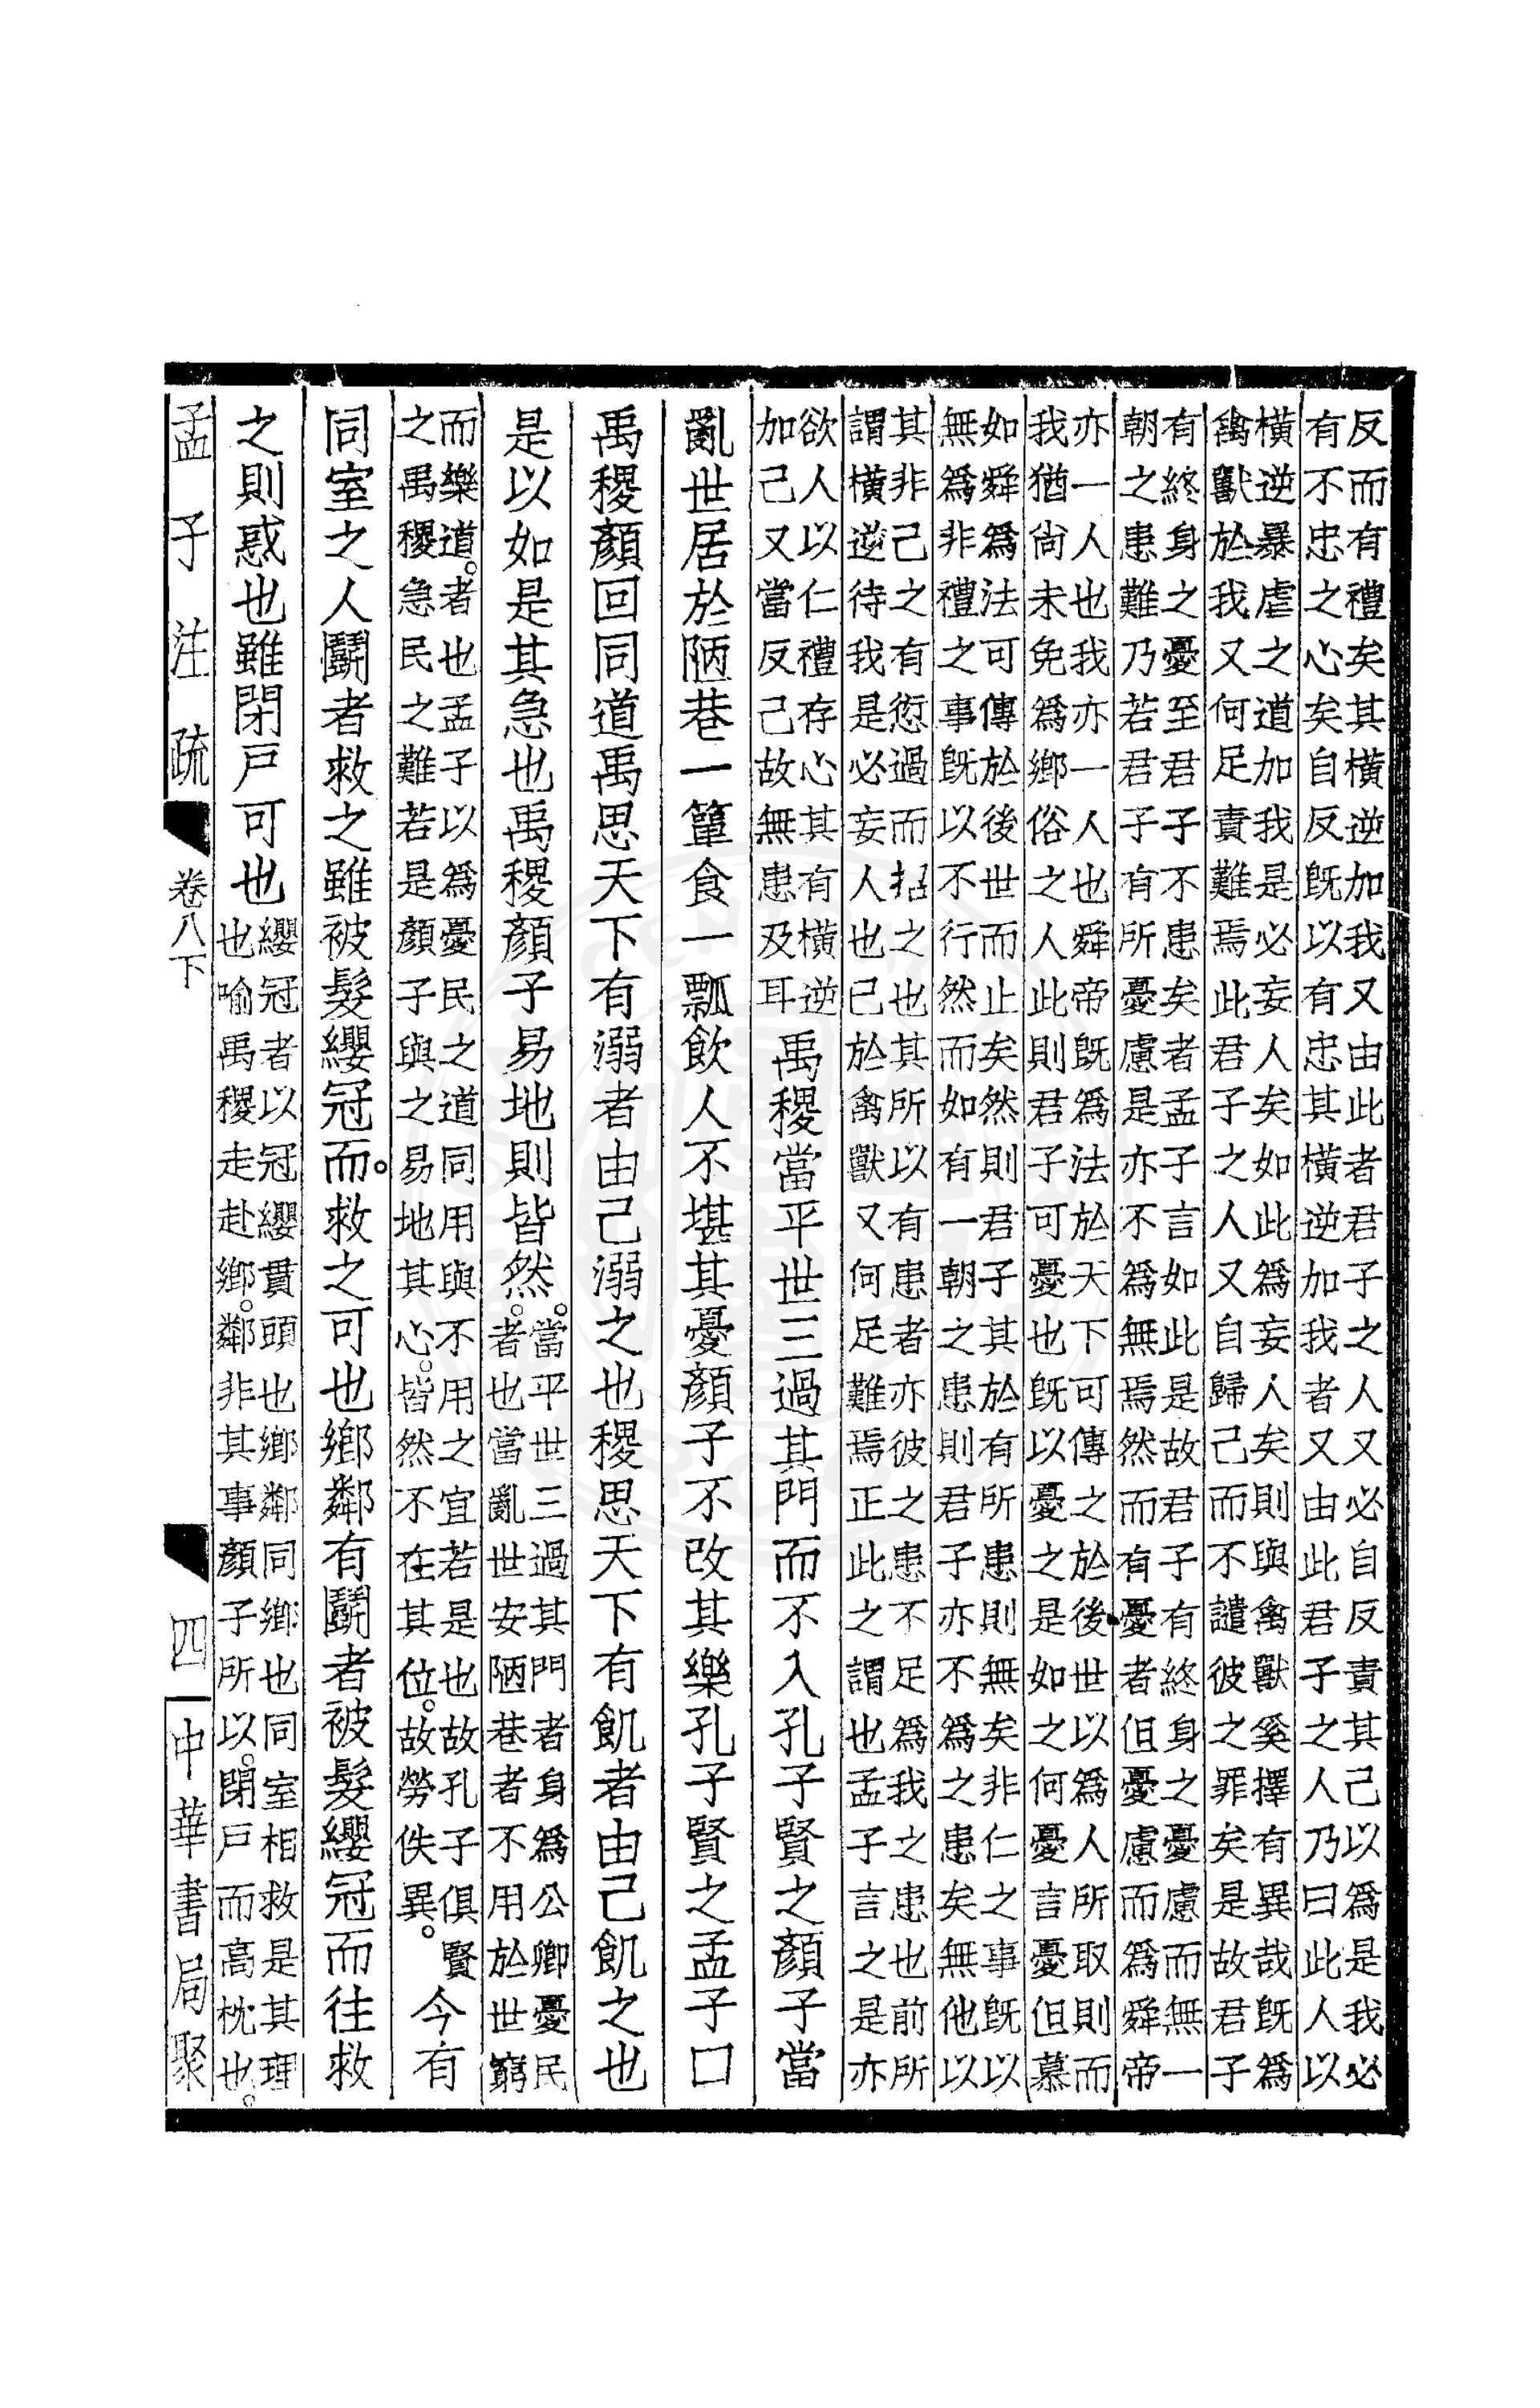 反而有禮矣其橫逆加我又由此者君子之人又必自反責其己以爲是我必
有不忠之心矣自反既以有忠其橫逆加我者又由此君子之人乃曰此人以
橫逆暴虐之道加我是必妄人矣如此爲妄人矣則與禽獸奚擇有異哉既爲
禽獸於我又何足責難焉此君子之人又自歸己而不譴彼之罪矣是故君子
有終身之憂至君子不患矣者孟子言如此是故君子有終身之憂慮而無一
朝之患難乃若君子有所憂慮是亦不爲無焉然而有憂者但憂慮而爲舜帝
亦一人也我亦一人也舜帝既爲法於天下可傳之於後世以爲人所取則而
我猶尚未免爲鄉俗之人此則君子可憂也既以憂之是如之何憂言憂但慕
如舜爲法可傳於後世而止矣然則君子其於有所患則無矣非仁之事既以
無爲非禮之事既以不行然而如有一朝之患則君子亦不爲之患矣無他以
其非己之有愆過而招之也其所以有患者亦彼之患不足爲我之患也前所
謂橫逆待我是必妄人也已於禽獸又何足難焉正此之謂也孟子言之是亦
欲人以仁禮存心其有橫逆
加己又當反己故無患及耳
禹稷當平世三過其門而不入孔子賢之顏子當
亂世居於陋巷一簞食一瓢飲人不堪其憂顏子不改其樂孔子賢之孟子曰
禹稷顏回同道禹思天下有溺者由己溺之也稷思天下有飢者由己飢之也
是以如是其急也禹稷顏子易地則皆然。
當平世三過其門者身爲公卿憂民
者也當亂世安陋巷者不用於世窮
而樂道。者也孟子以爲憂民之道同用與不用之宜若是也故孔子俱賢
之禹稷急民之難若是顏子與之易地其心。皆然不在其位。故勞佚異。
今有
同室之人鬬者救之雖被髮纓冠而。救之可也鄉鄰有鬬者被髮纓冠而往救
之則惑也雖閉戶可也
纓冠者以冠纓貫頭也鄉鄰同鄉也同室相救是其理
也喻禹稷走赴鄉。鄰非其事顏子所以。閉戶而高枕也。
孟子注疏 卷八下 四 中華書局聚